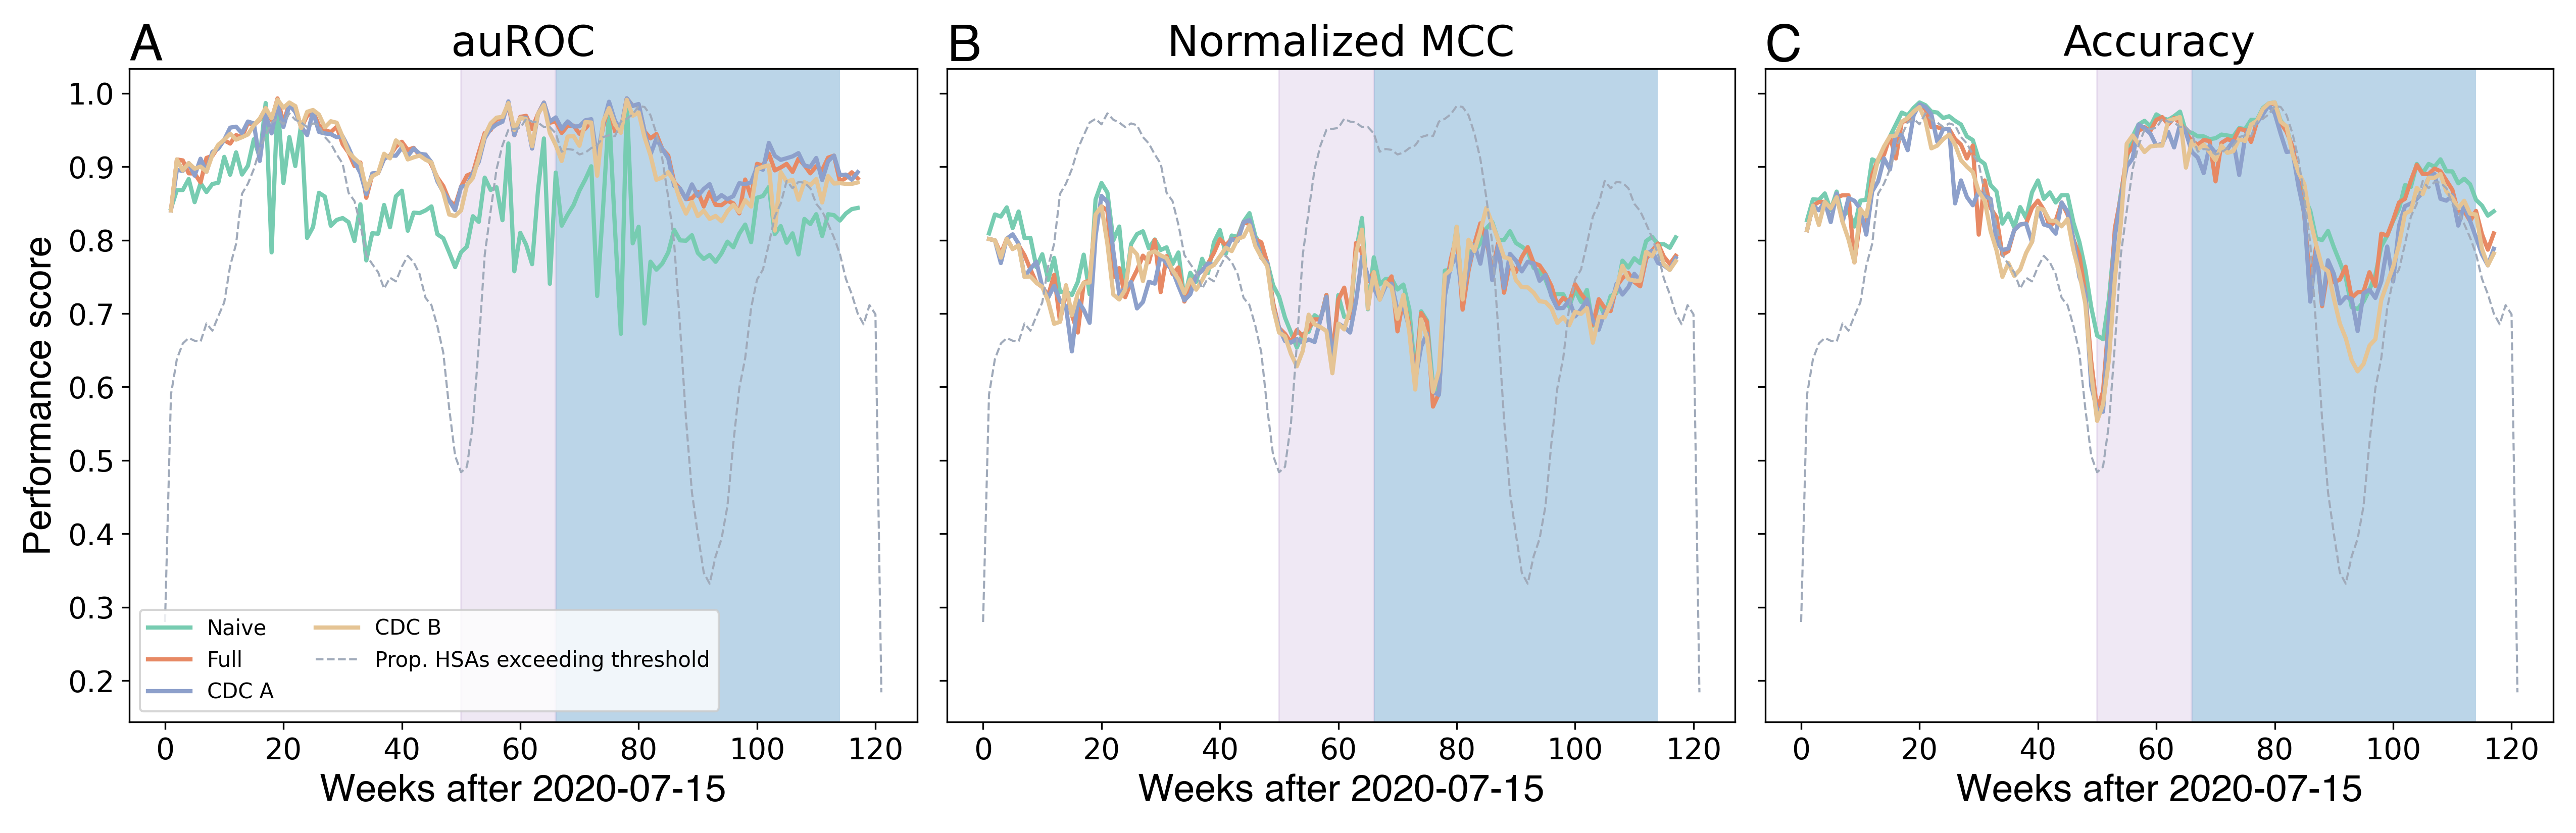 A auROC
B Normalized MCC
C Accuracy
Performance score
1.0
0.9
0.8
0.7
0.6
0.5
0.4
0.3
0.2
Naive
Full
CDC A
CDC B
Prop. HSAs exceeding threshold
0 20 40 60 80 100 120
0 20 40 60 80 100 120
0 20 40 60 80 100 120
Weeks after 2020-07-15
Weeks after 2020-07-15
Weeks after 2020-07-15